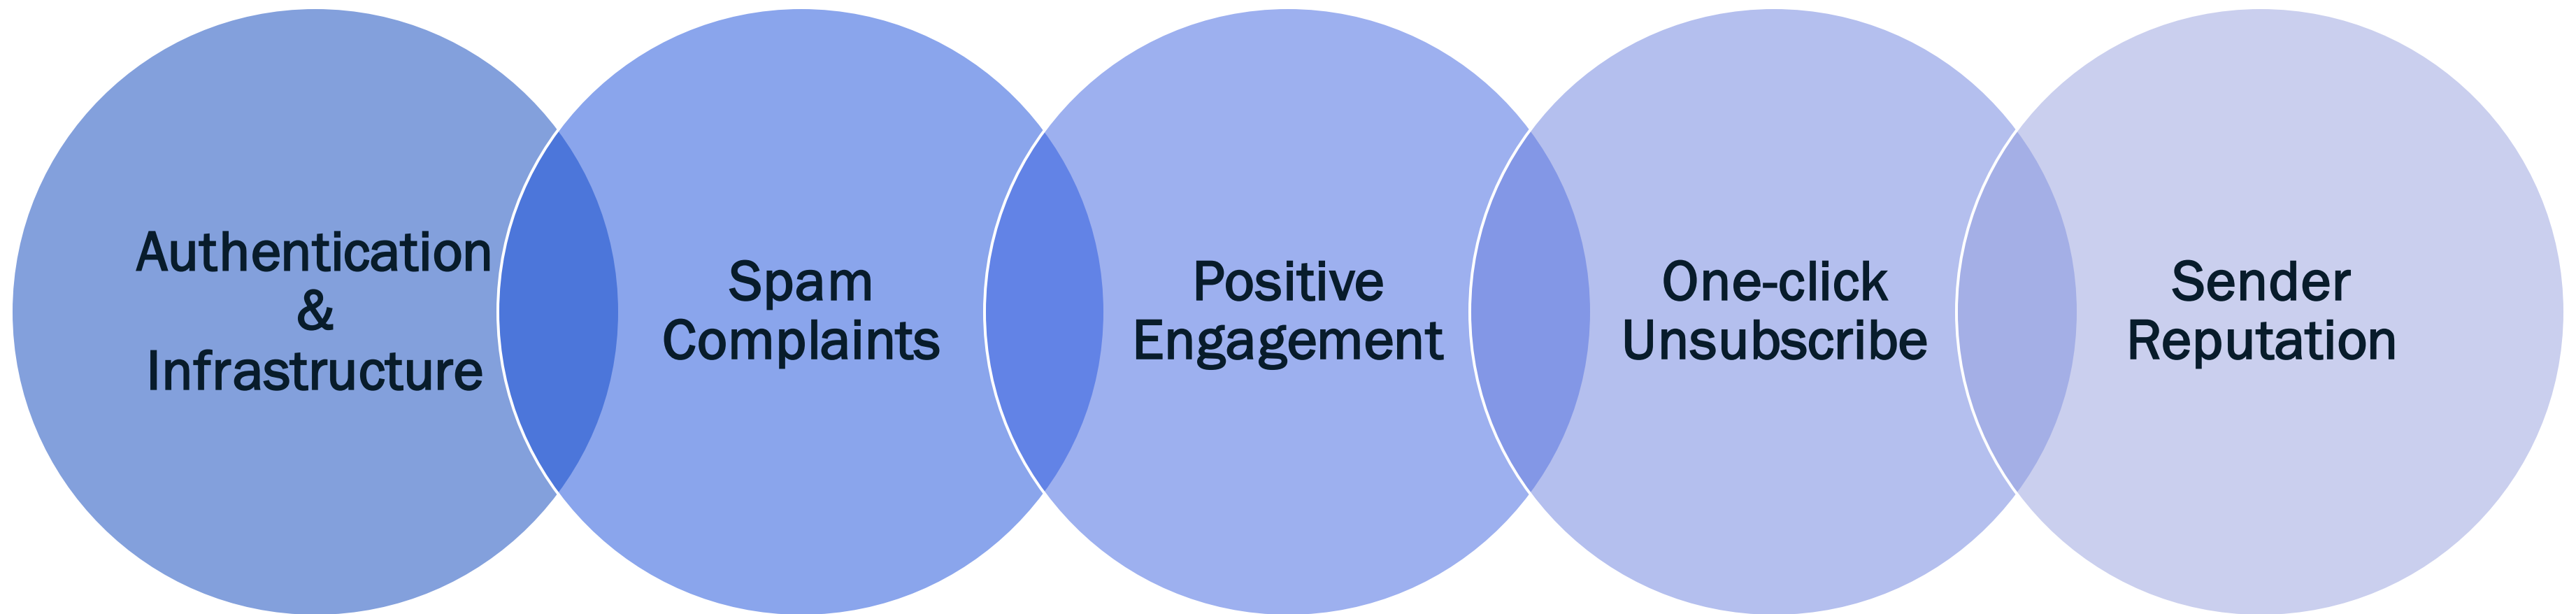 Authentication
&
Infrastructure
Spam
Complaints
Positive
Engagement
One-click
Unsubscribe
Sender
Reputation